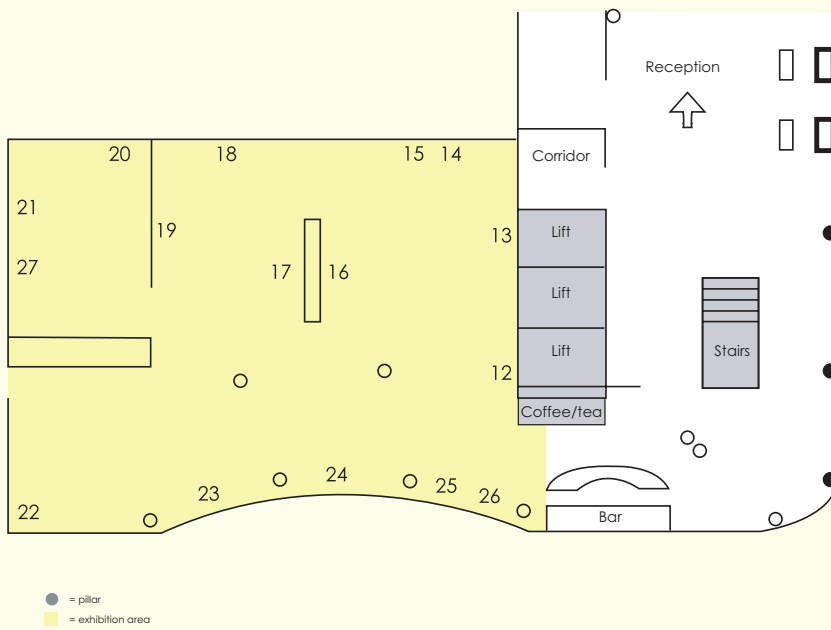 Reception
20 18 15 14 Corridor
21
19 13 Lift
27 17 16
Lift
Lift Stairs
12
Coffee/tea
24
23 25 26
22 Bar
= pillar
= exhibition area